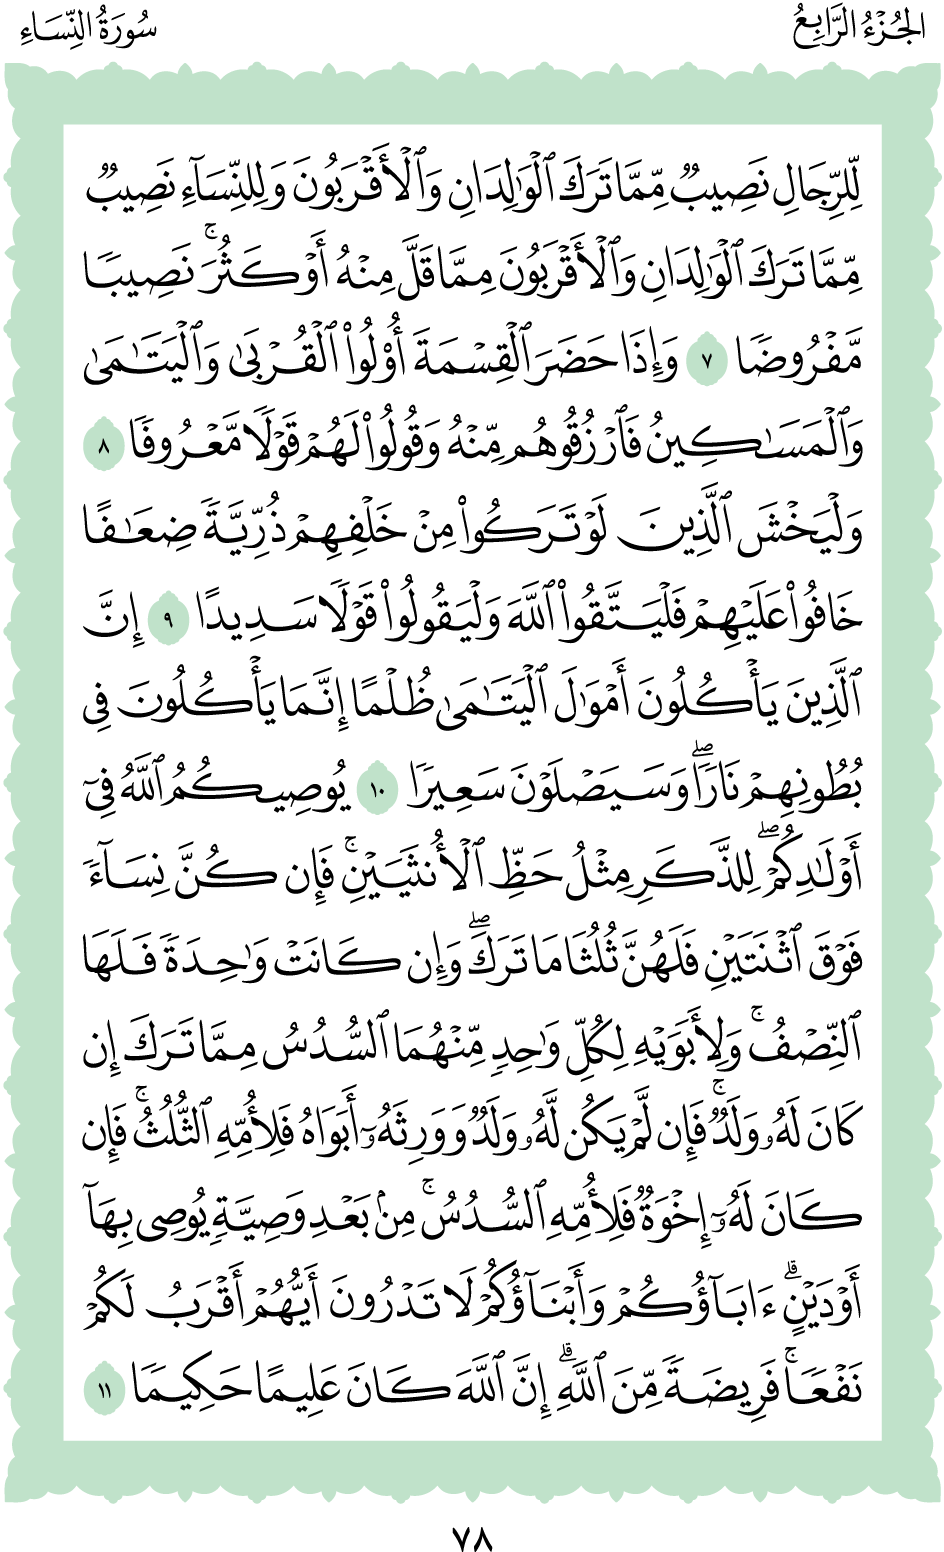 الجُزْءُ الرَّابِعُ
سُورَةُ النِّسَاءِ
لِّلرِّجَالِ نَصِيبٌ مِّمَّا تَرَكَ ٱلْوَٰلِدَانِ وَٱلْأَقْرَبُونَ وَلِلنِّسَآءِ نَصِيبٌ
مِّمَّا تَرَكَ ٱلْوَٰلِدَانِ وَٱلْأَقْرَبُونَ مِمَّا قَلَّ مِنْهُ أَوْ كَثُرَ ۚ نَصِيبًا
مَّفْرُوضًا ٧ وَإِذَا حَضَرَ ٱلْقِسْمَةَ أُو۟لُوا۟ ٱلْقُرْبَىٰ وَٱلْيَتَٰمَىٰ
وَٱلْمَسَٰكِينُ فَٱرْزُقُوهُم مِّنْهُ وَقُولُوا۟ لَهُمْ قَوْلًا مَّعْرُوفًا ٨
وَلْيَخْشَ ٱلَّذِينَ لَوْ تَرَكُوا۟ مِنْ خَلْفِهِمْ ذُرِّيَّةً ضِعَٰفًا
خَافُوا۟ عَلَيْهِمْ فَلْيَتَّقُوا۟ ٱللَّهَ وَلْيَقُولُوا۟ قَوْلًا سَدِيدًا ٩ إِنَّ
ٱلَّذِينَ يَأْكُلُونَ أَمْوَٰلَ ٱلْيَتَٰمَىٰ ظُلْمًا إِنَّمَا يَأْكُلُونَ فِى
بُطُونِهِمْ نَارًا ۖ وَسَيَصْلَوْنَ سَعِيرًا ١٠ يُوصِيكُمُ ٱللَّهُ فِىٓ
أَوْلَٰدِكُمْ ۖ لِلذَّكَرِ مِثْلُ حَظِّ ٱلْأُنثَيَيْنِ ۚ فَإِن كُنَّ نِسَآءً
فَوْقَ ٱثْنَتَيْنِ فَلَهُنَّ ثُلُثَا مَا تَرَكَ ۖ وَإِن كَانَتْ وَٰحِدَةً فَلَهَا
ٱلنِّصْفُ ۚ وَلِأَبَوَيْهِ لِكُلِّ وَٰحِدٍ مِّنْهُمَا ٱلسُّدُسُ مِمَّا تَرَكَ إِن
كَانَ لَهُۥ وَلَدٌ ۚ فَإِن لَّمْ يَكُن لَّهُۥ وَلَدٌ وَوَرِثَهُۥٓ أَبَوَاهُ فَلِأُمِّهِ ٱلثُّلُثُ ۚ فَإِن
كَانَ لَهُۥٓ إِخْوَةٌ فَلِأُمِّهِ ٱلسُّدُسُ ۚ مِنۢ بَعْدِ وَصِيَّةٍ يُوصِى بِهَآ
أَوْ دَيْنٍ ۗ ءَابَآؤُكُمْ وَأَبْنَآؤُكُمْ لَا تَدْرُونَ أَيُّهُمْ أَقْرَبُ لَكُمْ
نَفْعًا ۚ فَرِيضَةً مِّنَ ٱللَّهِ ۗ إِنَّ ٱللَّهَ كَانَ عَلِيمًا حَكِيمًا ١١
٧٨